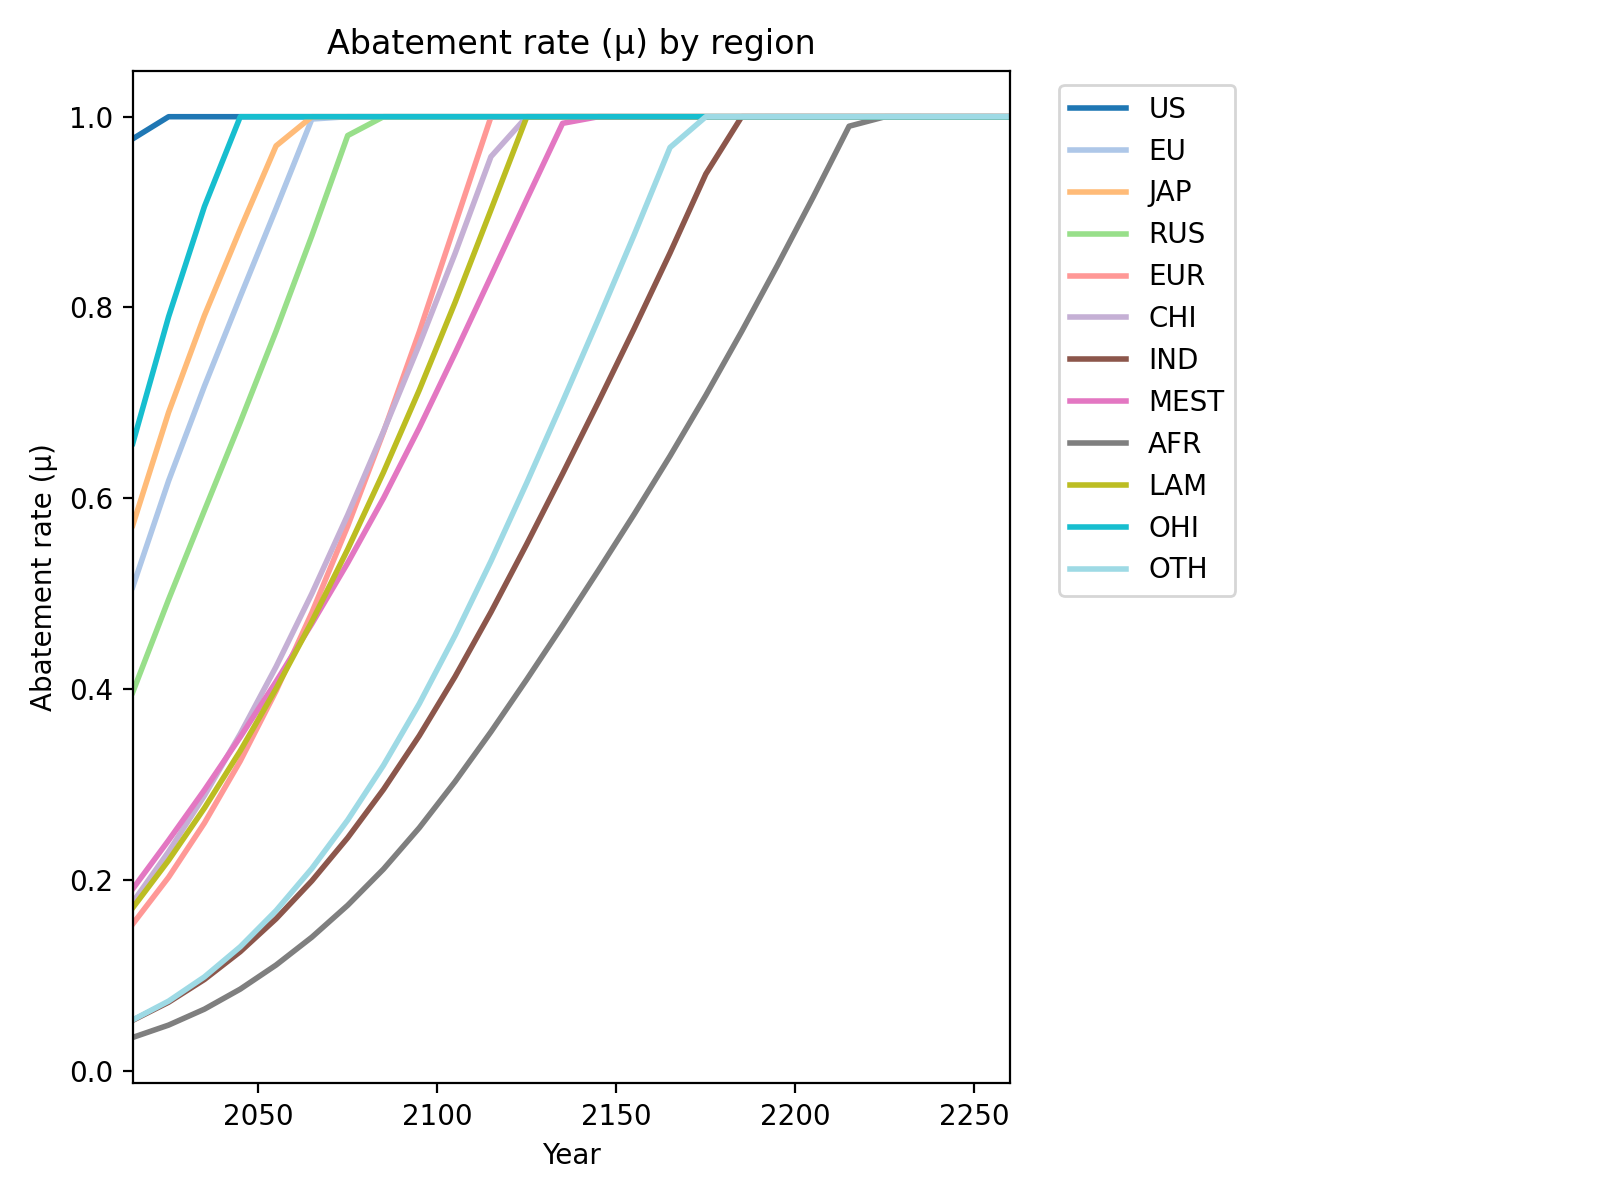 Abatement rate (μ) by region
Abatement rate (μ)
1.0
0.8
0.6
0.4
0.2
0.0
2050
2100
2150
2200
2250
Year
US
EU
JAP
RUS
EUR
CHI
IND
MEST
AFR
LAM
OHI
OTH